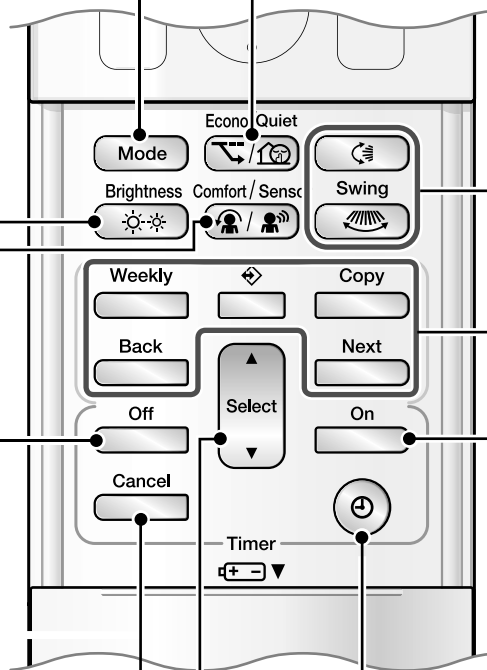 Econo/Quiet
Mode
Swing
Brightness
Comfort / Senso
Weekly
Copy
Back
Next
Select
Off
On
Cancel
Timer